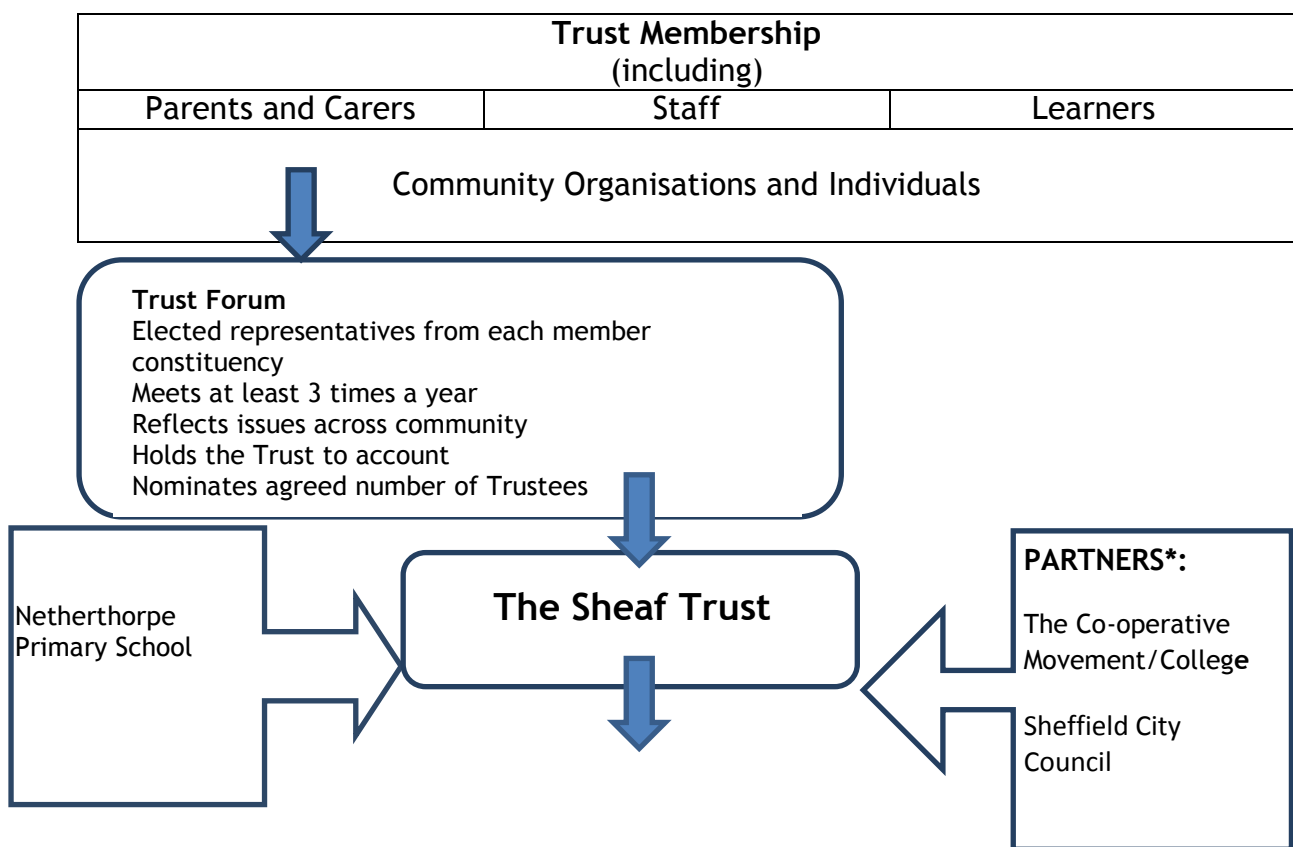 Trust Membership
(including)
Parents and Carers
Staff
Learners
Community Organisations and Individuals
Trust Forum
Elected representatives from each member
constituency
Meets at least 3 times a year
Reflects issues across community
Holds the Trust to account
Nominates agreed number of Trustees
Netherthorpe
Primary School
The Sheaf Trust
PARTNERS*:
The Co-operative
Movement/College
Sheffield City
Council